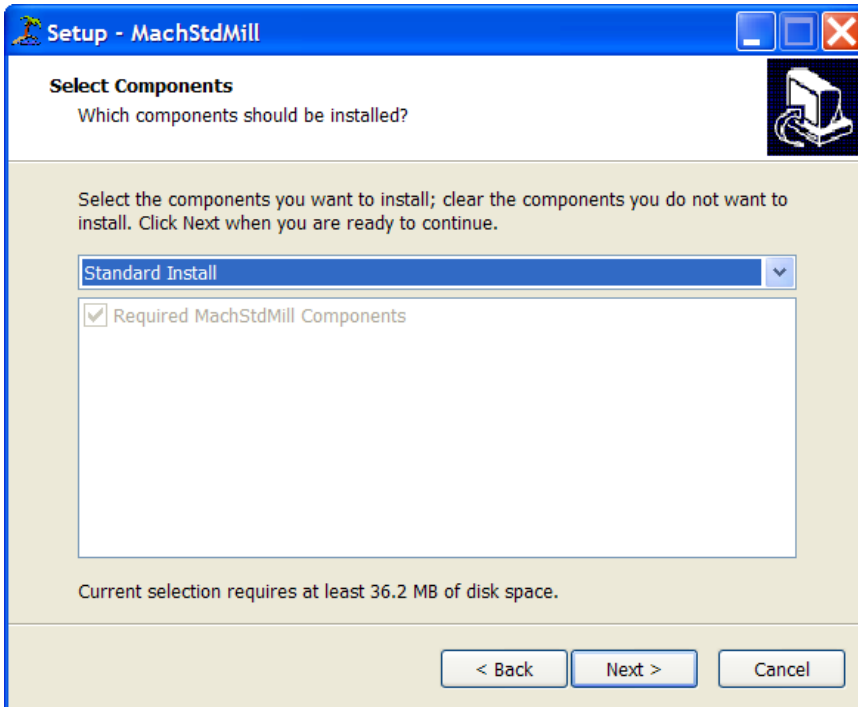 Setup - MachStdMill
Select Components
Which components should be installed?
Select the components you want to install; clear the components you do not want to
install. Click Next when you are ready to continue.
Standard Install
Required MachStdMill Components
Current selection requires at least 36.2 MB of disk space.
< Back
Next >
Cancel